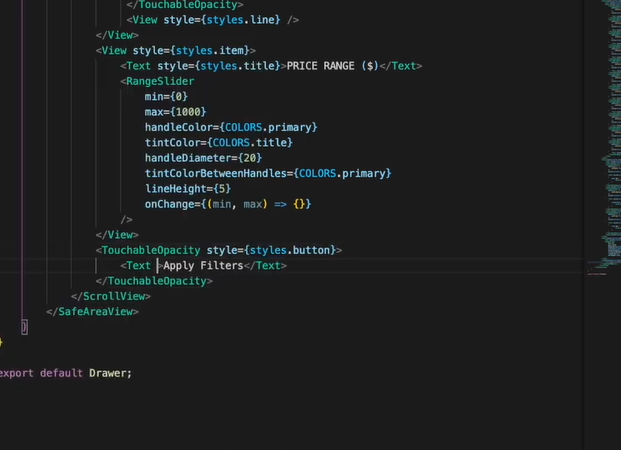 </TouchableOpacity>
<View style={styles.line} />
</View>
<View style={styles.item}>
<Text style={styles.title}>PRICE RANGE ($)</Text>
<RangeSlider
min={0}
max={1000}
handleColor={COLORS.primary}
tintColor={COLORS.title}
handleDiameter={20}
tintColorBetweenHandles={COLORS.primary}
lineHeight={5}
onChange={(min, max) => {}}
/>
</View>
<TouchableOpacity style={styles.button}>
<Text >Apply Filters</Text>
</TouchableOpacity>
</ScrollView>
</SafeAreaView>
)
}
export default Drawer;